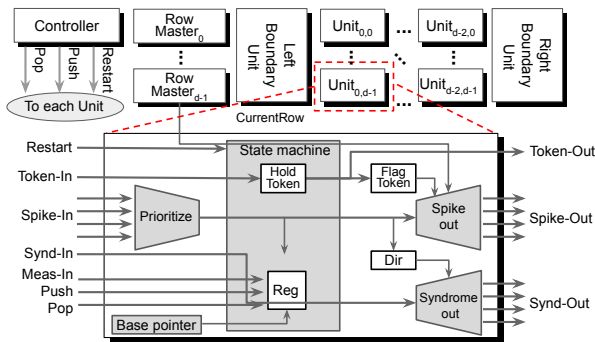 Controller
Pop
Push
Restart
To each Unit
Row
Master0
Row
Masterd-1
Left
Boundary
Unit
Unit0,0
Unitd-2,0
Unit0,d-1
Unitd-2,d-1
Right
Boundary
Unit
CurrentRow
Restart
Token-In
Spike-In
Synd-In
Meas-In
Push
Pop
State machine
Hold
Token
Flag
Token
Prioritize
Spike
out
Dir
Reg
Syndrome
out
Base pointer
Token-Out
Spike-Out
Synd-Out